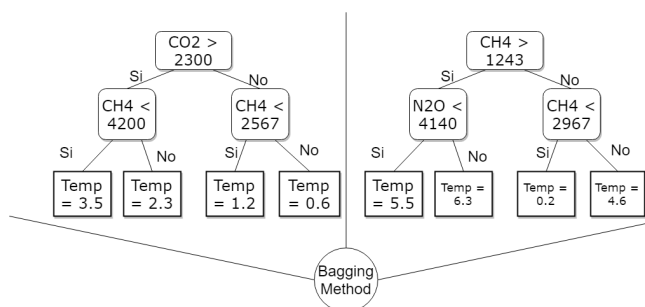 CO2 >
2300
Si
No
CH4 <
4200
CH4 <
2567
Si
No
Si
No
Temp
= 3.5
Temp
= 2.3
Temp
= 1.2
Temp
= 0.6
CH4 >
1243
Si
No
N2O <
4140
CH4 <
2967
Si
No
Si
No
Temp
= 5.5
Temp =
6.3
Temp =
0.2
Temp =
4.6
Bagging
Method